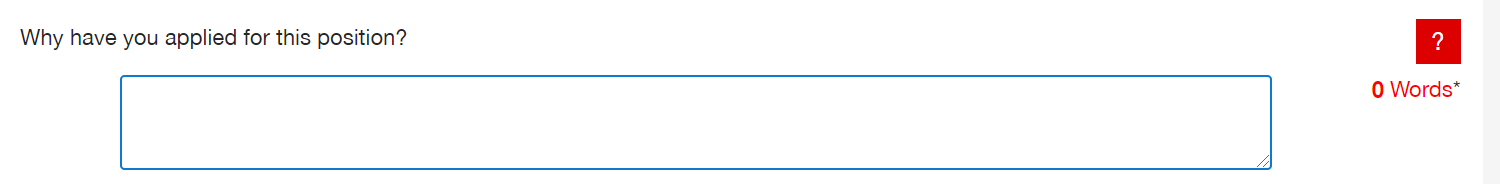 Why have you applied for this position?
?
0 Words*